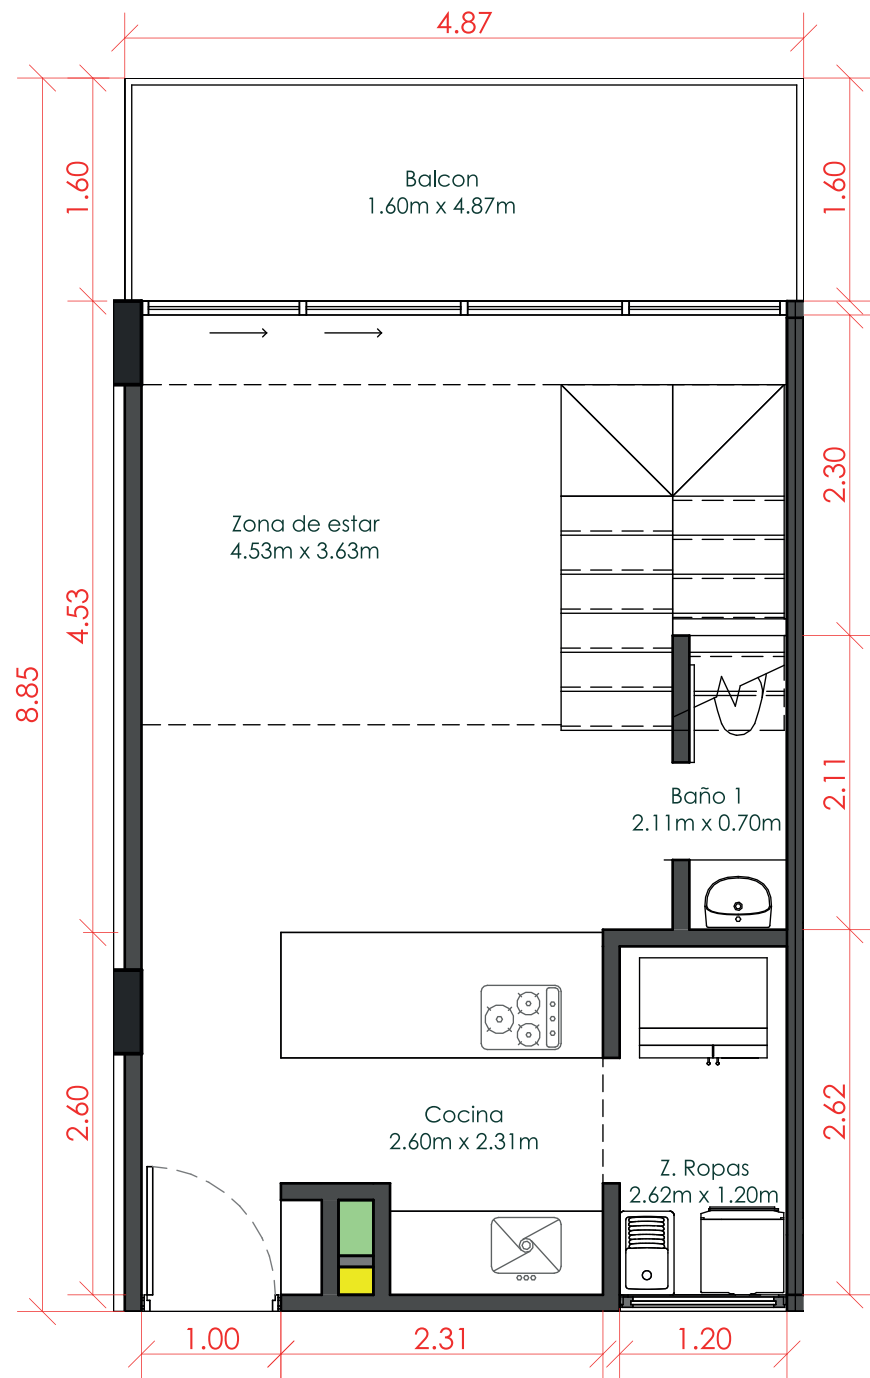 4.87
1.60
1.60
Balcon
1.60m x 4.87m
2.30
Zona de estar
4.53m x 3.63m
4.53
8.85
2.11
Baño 1
2.11m x 0.70m
2.60
2.62
Cocina
2.60m x 2.31m
Z. Ropas
2.62m x 1.20m
1.00
2.31
1.20